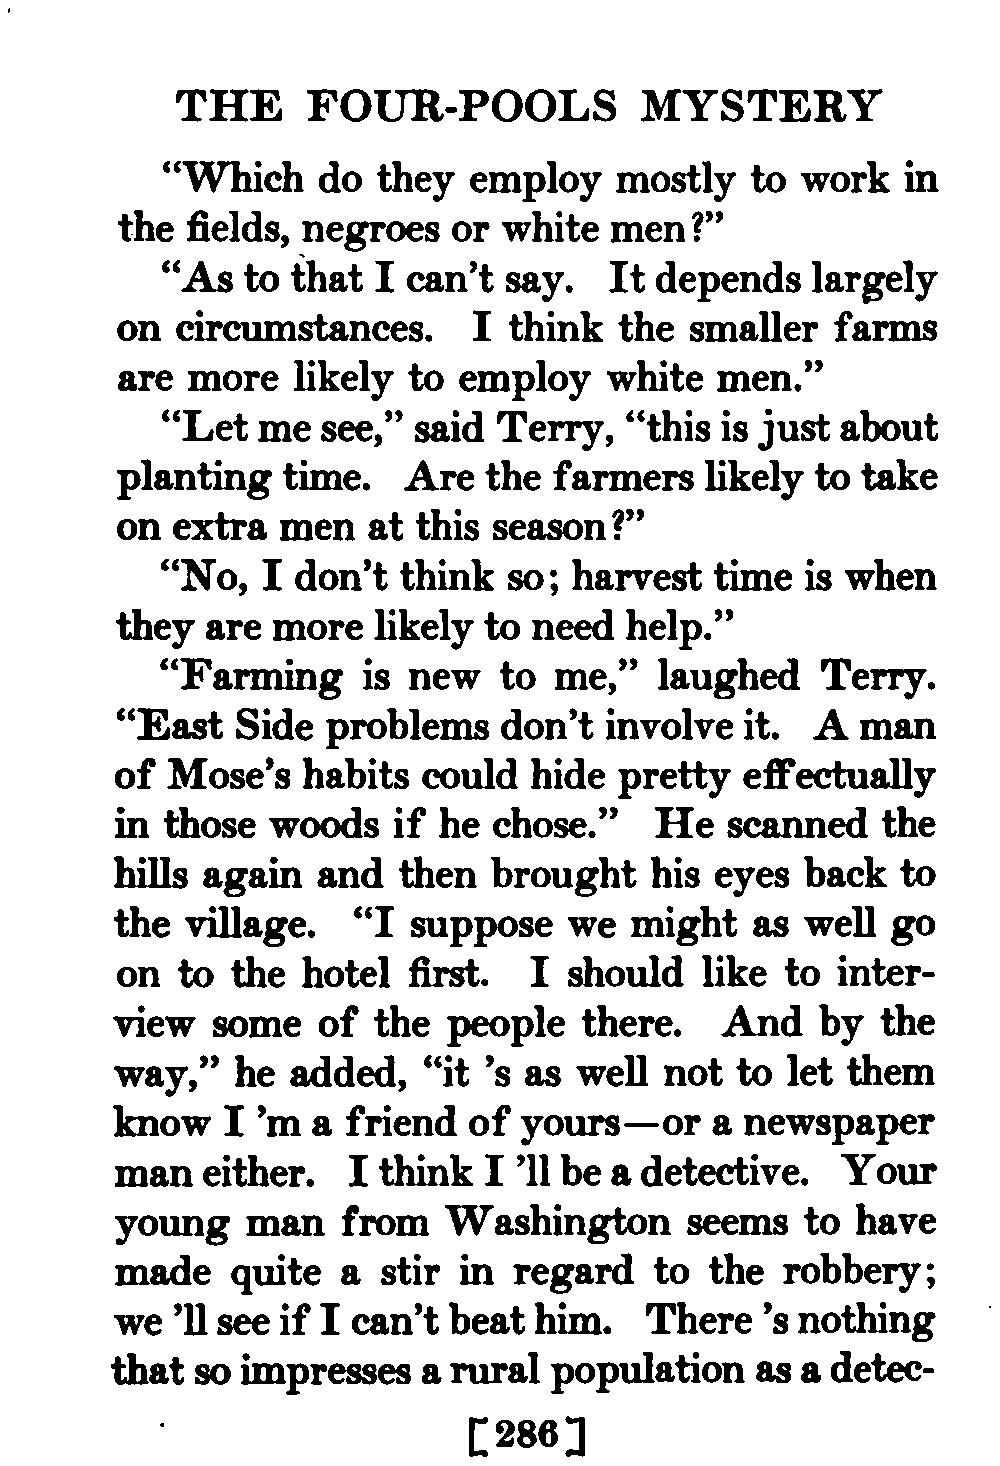 THE FOUR-POOLS MYSTERY
“Which do they employ mostly to work in
the fields, negroes or white men?”
“As to that I can’t say. It depends largely
on circumstances. I think the smaller farms
are more likely to employ white men.”
“Let me see,” said Terry, “this is just about
planting time. Are the farmers likely to take
on extra men at this season?”
“No, I don’t think so; harvest time is when
they are more likely to need help.”
“Farming is new to me,” laughed Terry.
“East Side problems don’t involve it. A man
of Mose’s habits could hide pretty effectually
in those woods if he chose.” He scanned the
hills again and then brought his eyes back to
the village. “I suppose we might as well go
on to the hotel first. I should like to inter-
view some of the people there. And by the
way,” he added, “it ’s as well not to let them
know I ’m a friend of yours—or a newspaper
man either. I think I ’ll be a detective. Your
young man from Washington seems to have
made quite a stir in regard to the robbery;
we ’ll see if I can’t beat him. There ’s nothing
that so impresses a rural population as a detec-
[286]